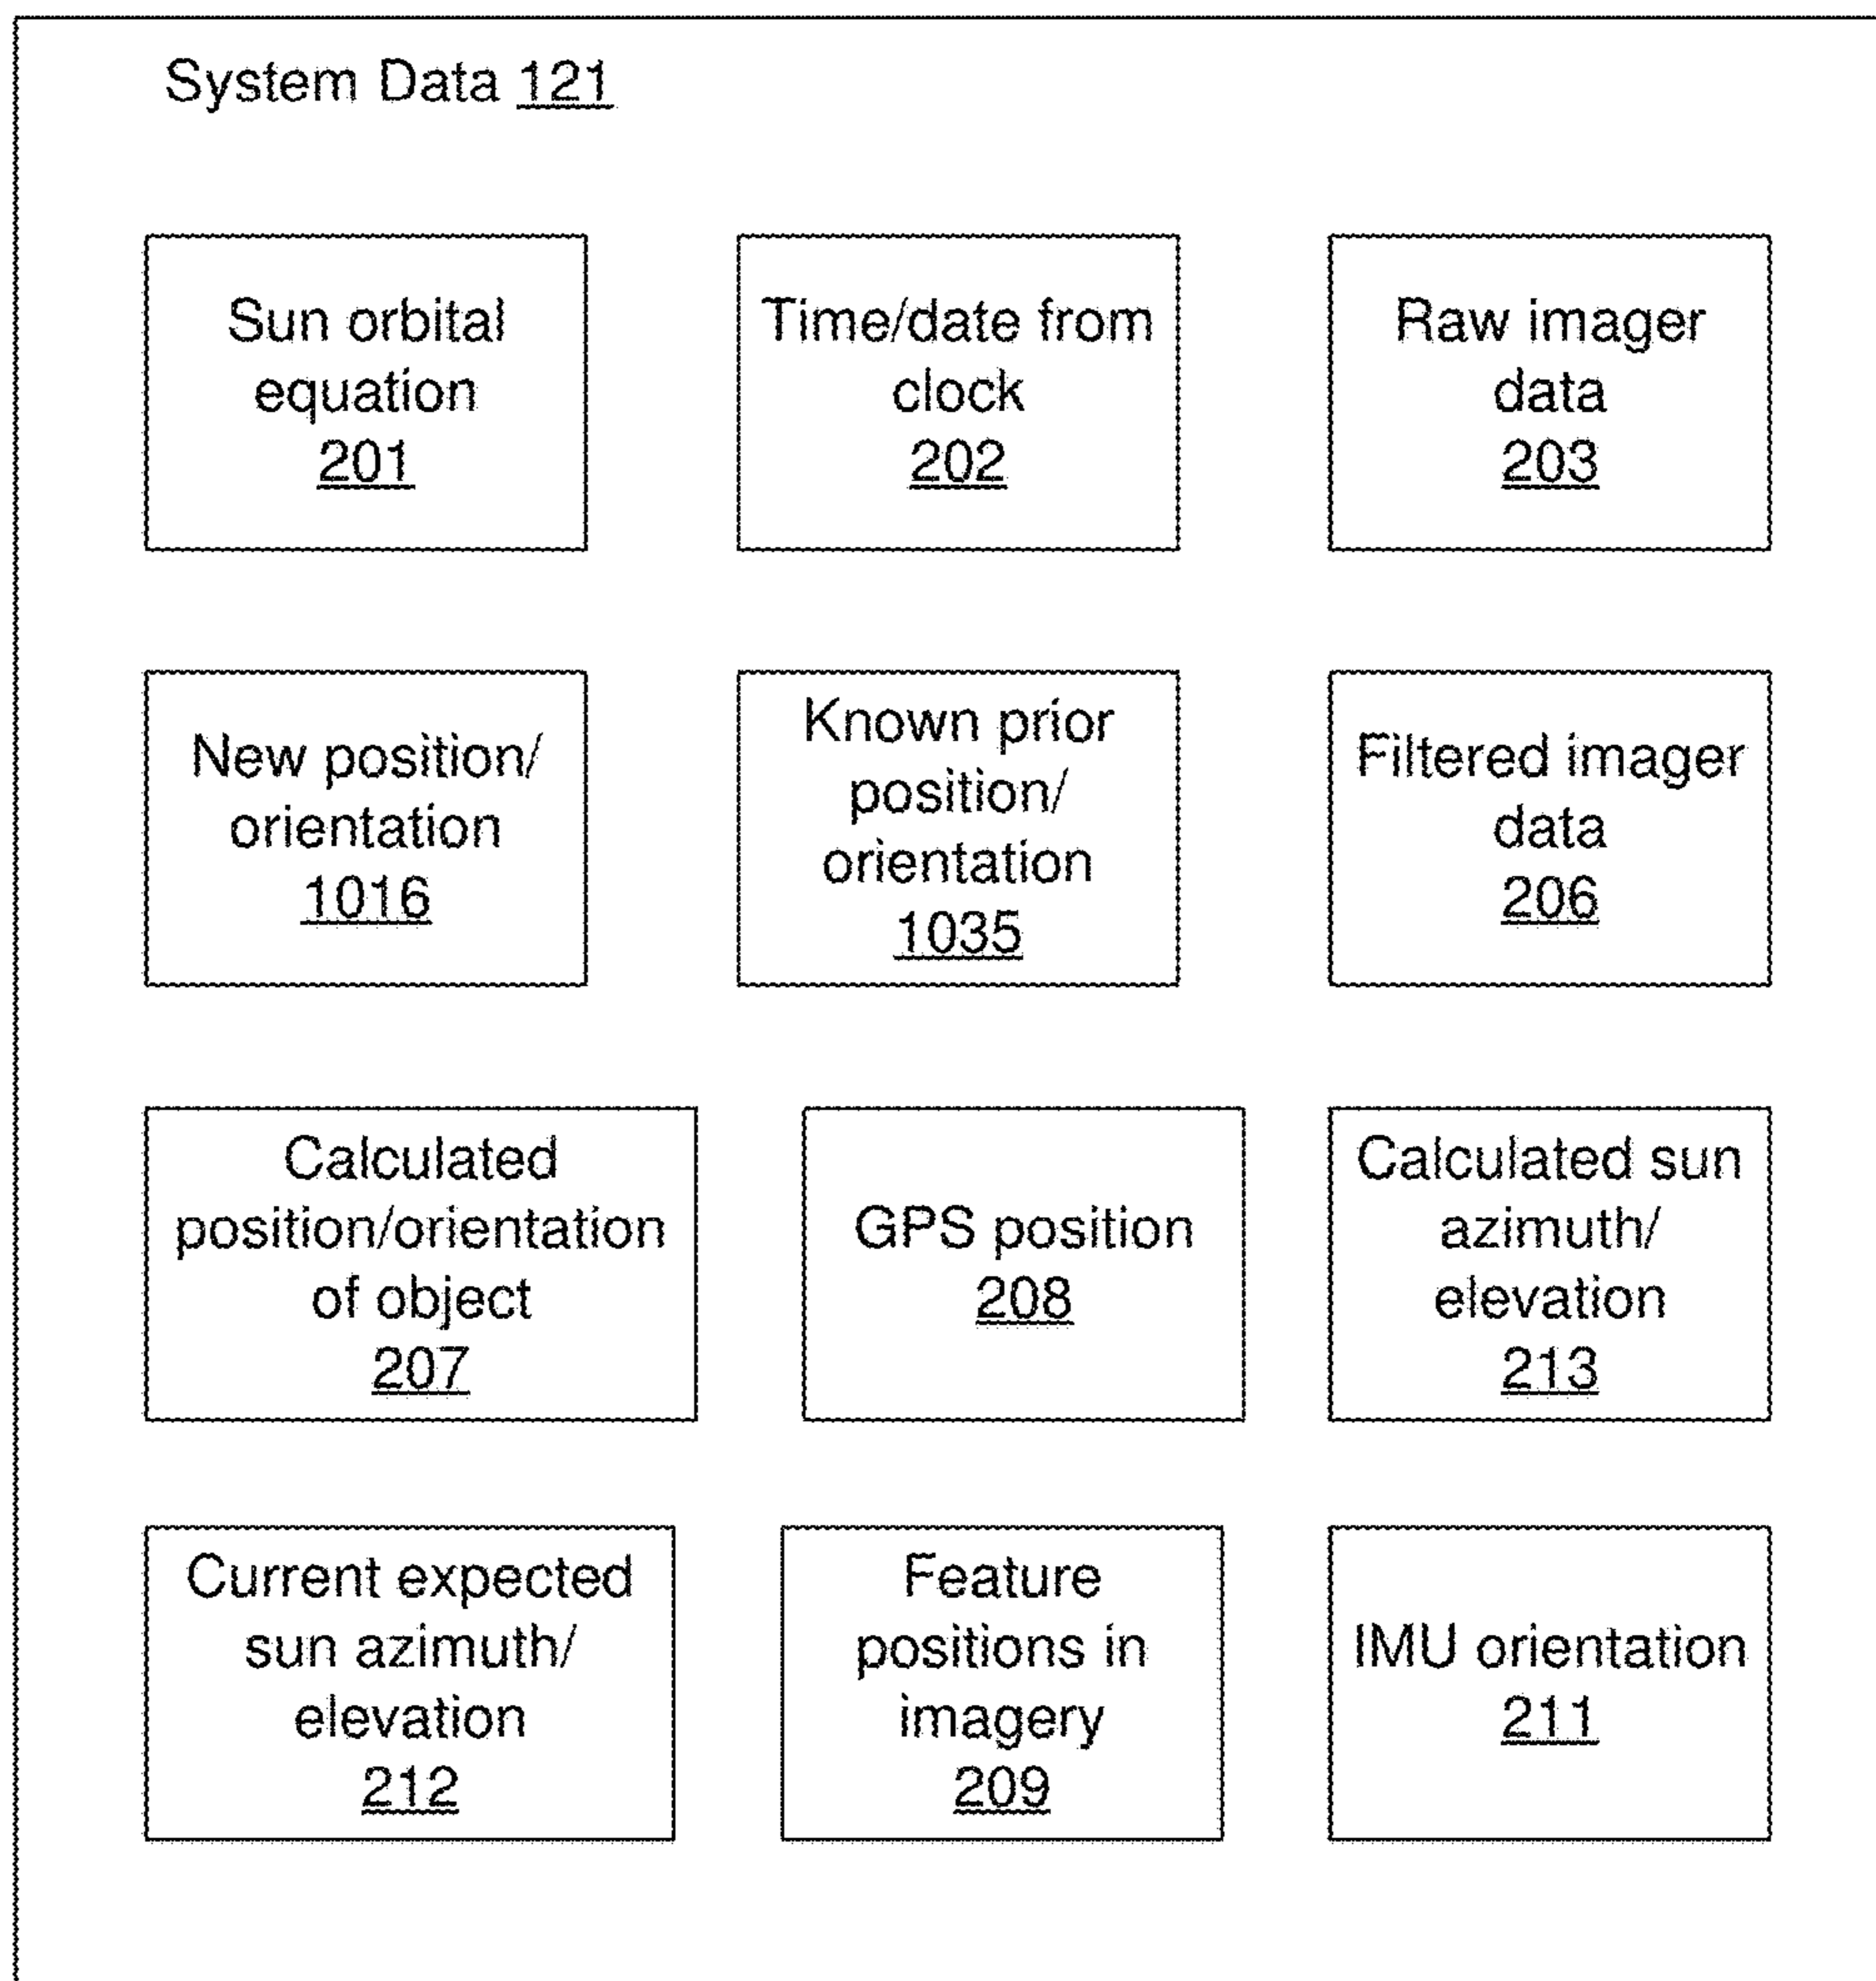 System Data 121
Sun orbital
equation
201
Time/date from
clock
202
Raw imager
data
203
New position/
orientation
1016
Known prior
position/
orientation
1035
Filtered imager
data
206
Calculated
position/orientation
of object
207
GPS position
208
Calculated sun
azimuth/
elevation
213
Current expected
sun azimuth/
elevation
212
Feature
positions in
imagery
209
IMU orientation
211